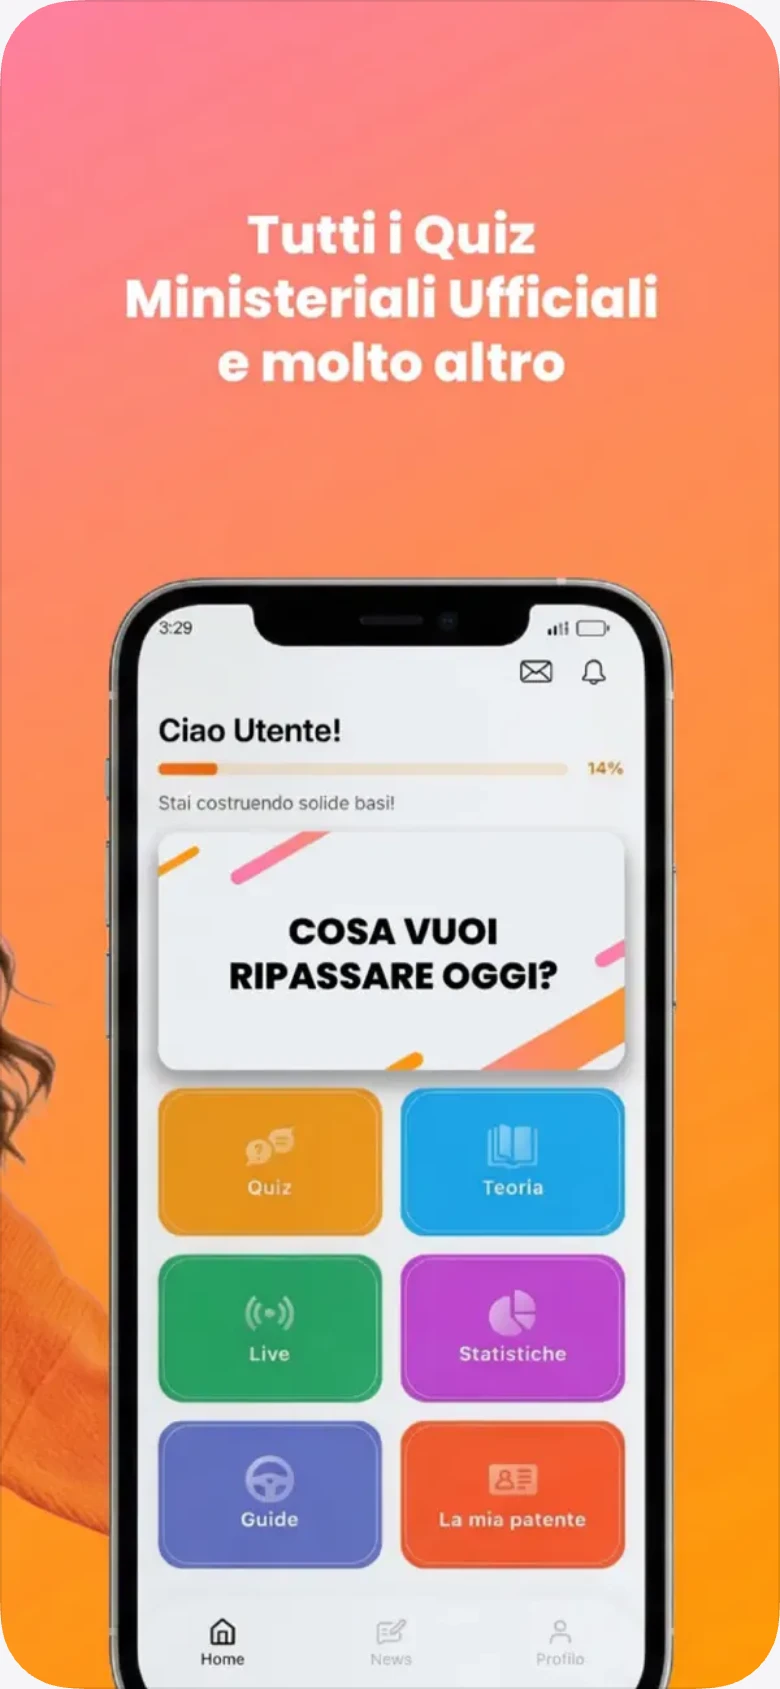 Tutti i Quiz
Ministeriali Ufficiali
e molto altro
3:29
Ciao Utente!
14%
Stai costruendo solide basi!
COSA VUOI
RIPASSARE OGGI?
Quiz
Teoria
Live
Statistiche
Guide
La mia patente
Home
News
Profilo